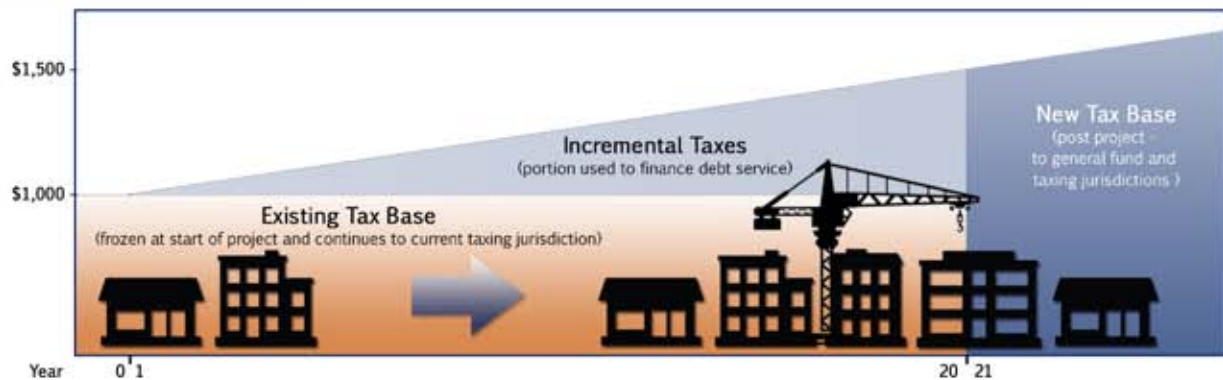 $1,500
New Tax Base
(post project -
to general fund and
taxing jurisdictions )
Incremental Taxes
(portion used to finance debt service)
$1,000
Existing Tax Base
(frozen at start of project and continues to current taxing jurisdiction)
Year 0 1 20 21